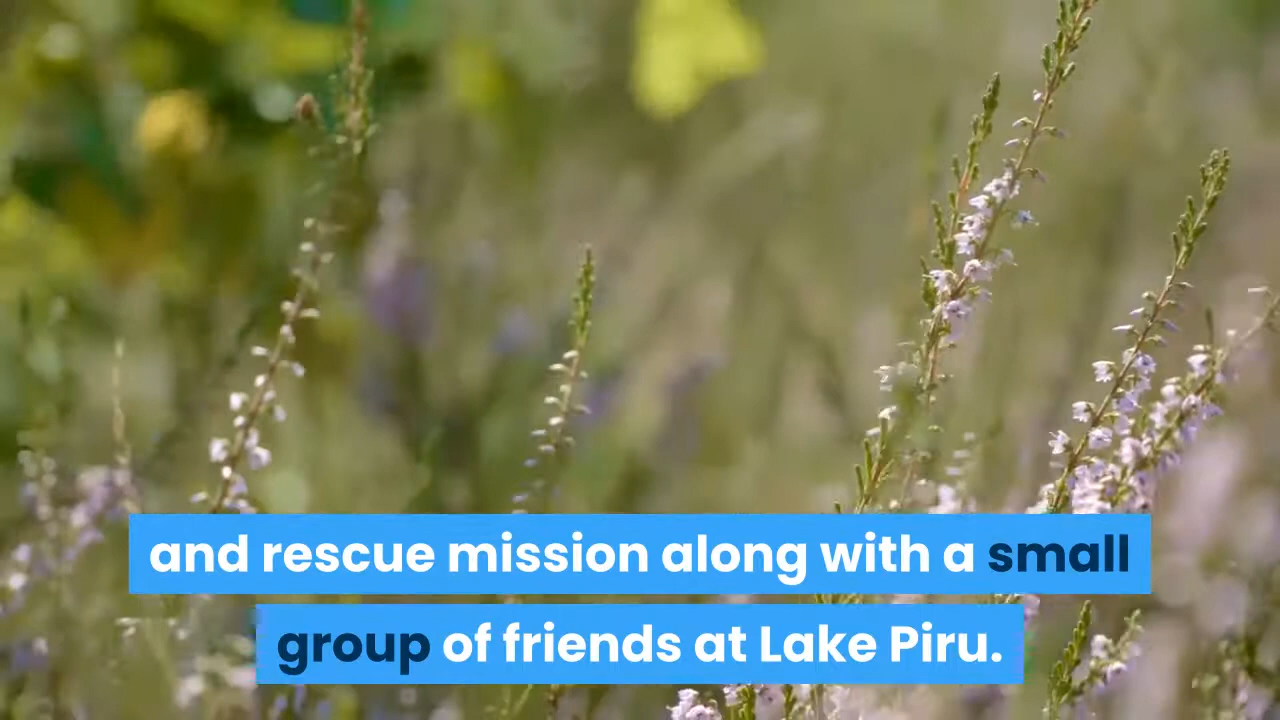 and rescue mission along with a small
group of friends at Lake Piru.